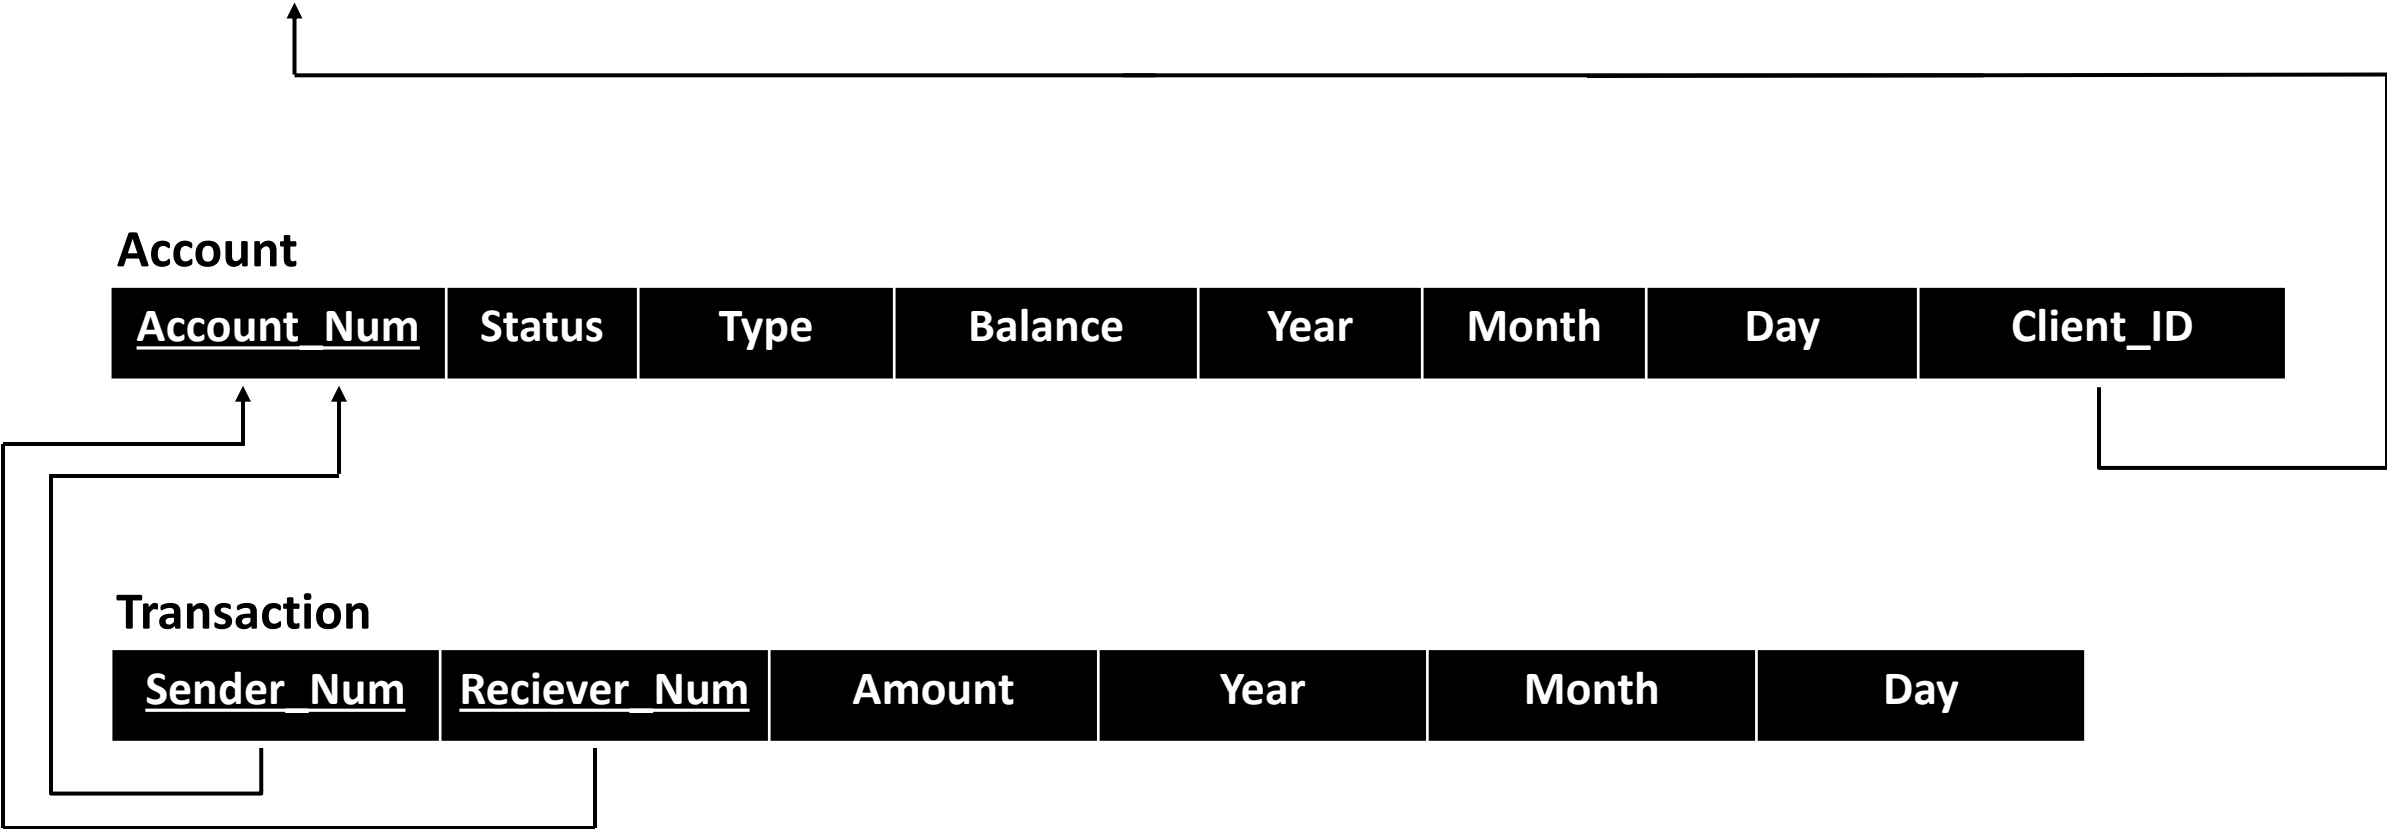 Account
Account_Num Status Type Balance Year Month Day Client_ID
Transaction
Sender_Num Reciever_Num Amount Year Month Day